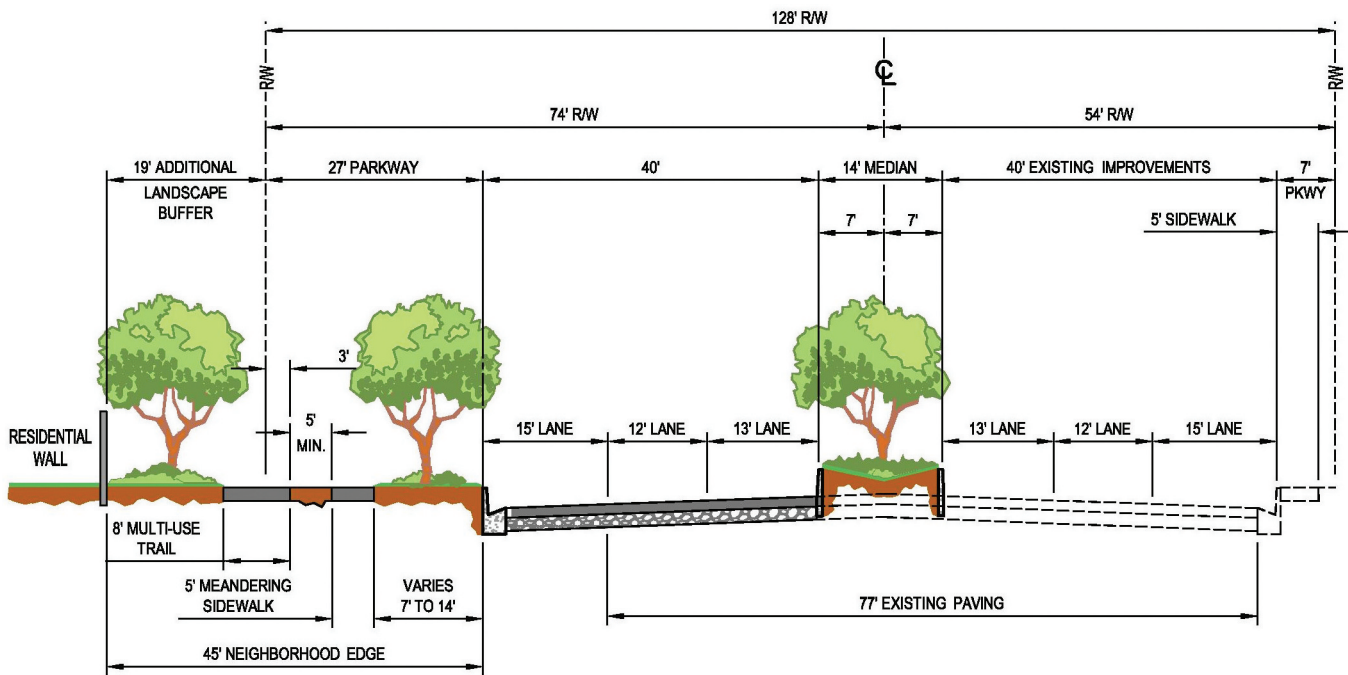 128' R/W
R/W
CL
R/W
74' R/W
54' R/W
19' ADDITIONAL
LANDSCAPE
BUFFER
27' PARKWAY
40'
14' MEDIAN
40' EXISTING IMPROVEMENTS
7'
PKWY
7'
7'
5' SIDEWALK
3'
5'
MIN.
RESIDENTIAL
WALL
15' LANE
12' LANE
13' LANE
13' LANE
12' LANE
15' LANE
8' MULTI-USE
TRAIL
5' MEANDERING
SIDEWALK
VARIES
7' TO 14'
77' EXISTING PAVING
45' NEIGHBORHOOD EDGE